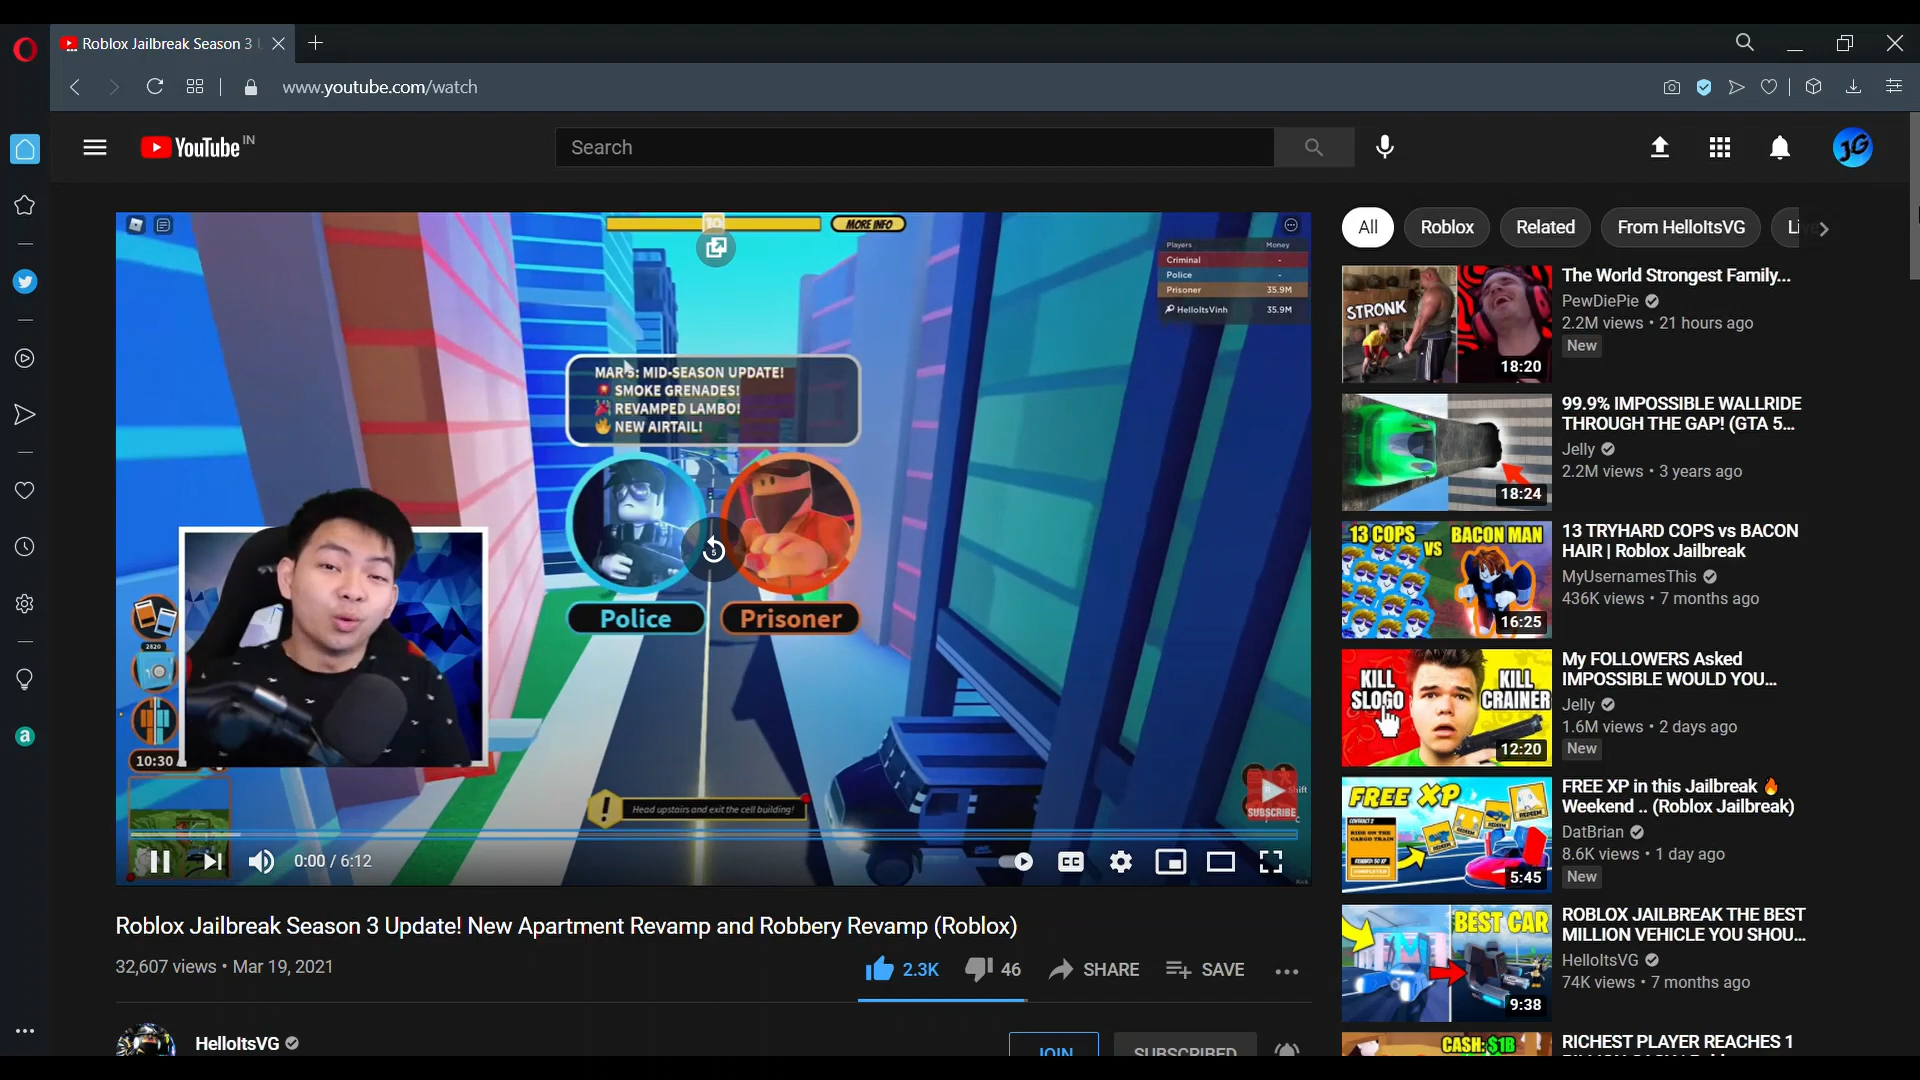 Roblox Jailbreak Season 3
www.youtube.com/watch
YouTube IN
Search
JG
All
Roblox
Related
From HelloItsVG
MORE INFO
Players Money
Criminal -
Police -
Prisoner 35.9M
HelloItsVinh 35.9M
MAR 5: MID-SEASON UPDATE!
💥 SMOKE GRENADES!
🎉 REVAMPED LAMBO!
🔥 NEW AIRTAIL!
5
Police
Prisoner
2820
10:30
Head upstairs and exit the cell building!
SUBSCRIBE
0:00 / 6:12
CC
Roblox Jailbreak Season 3 Update! New Apartment Revamp and Robbery Revamp (Roblox)
32,607 views • Mar 19, 2021
2.3K
46
SHARE
SAVE
HelloItsVG
JOIN
SUBSCRIBED
STRONK
18:20
The World Strongest Family...
PewDiePie
2.2M views • 21 hours ago
New
18:24
99.9% IMPOSSIBLE WALLRIDE
THROUGH THE GAP! (GTA 5...
Jelly
2.2M views • 3 years ago
13 COPS VS BACON MAN
16:25
13 TRYHARD COPS vs BACON
HAIR | Roblox Jailbreak
MyUsernamesThis
436K views • 7 months ago
KILL SLOGO
KILL CRAINER
12:20
My FOLLOWERS Asked
IMPOSSIBLE WOULD YOU...
Jelly
1.6M views • 2 days ago
New
FREE XP
5:45
FREE XP in this Jailbreak 🔥
Weekend .. (Roblox Jailbreak)
DatBrian
8.6K views • 1 day ago
New
BEST CAR
9:38
ROBLOX JAILBREAK THE BEST
MILLION VEHICLE YOU SHOU...
HelloItsVG
74K views • 7 months ago
CASH: $1B
RICHEST PLAYER REACHES 1